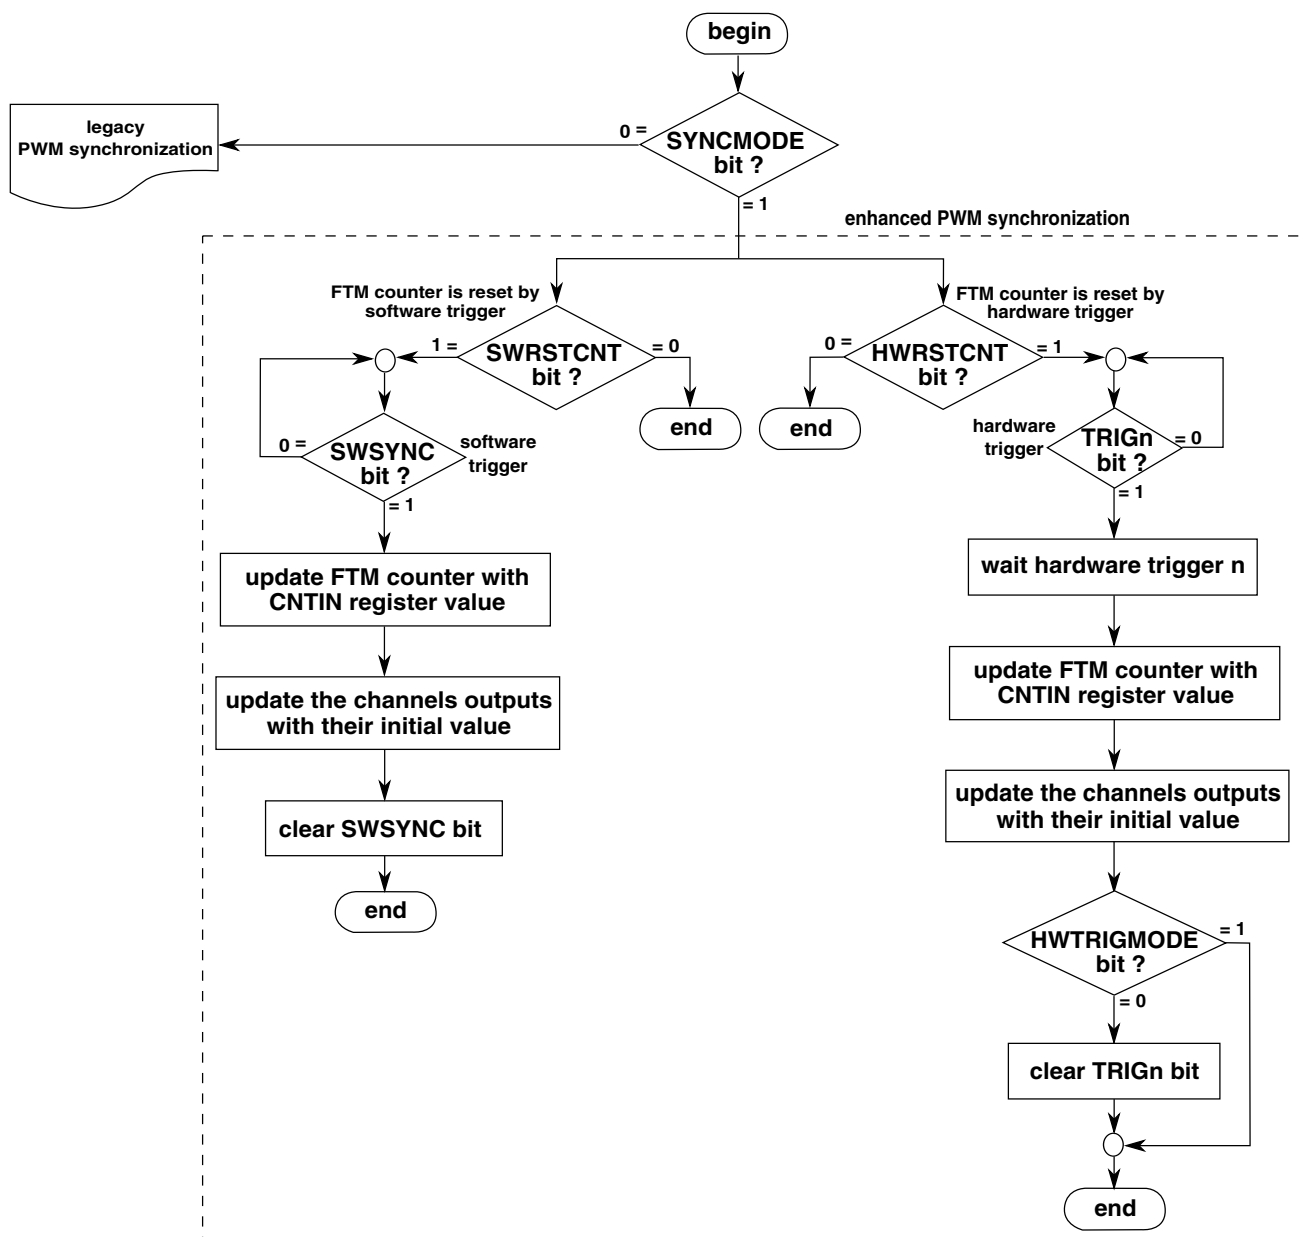 begin
legacy
PWM synchronization
0 =
SYNCMODE
bit ?
= 1
enhanced PWM synchronization
FTM counter is reset by
software trigger
1 =
SWRSTCNT
bit ?
= 0
end
0 =
SWSYNC
bit ?
software
trigger
= 1
update FTM counter with
CNTIN register value
update the channels outputs
with their initial value
clear SWSYNC bit
end
FTM counter is reset by
hardware trigger
0 =
HWRSTCNT
bit ?
= 1
end
hardware
trigger
TRIGn
bit ?
= 0
= 1
wait hardware trigger n
update FTM counter with
CNTIN register value
update the channels outputs
with their initial value
HWTRIGMODE
bit ?
= 1
= 0
clear TRIGn bit
end